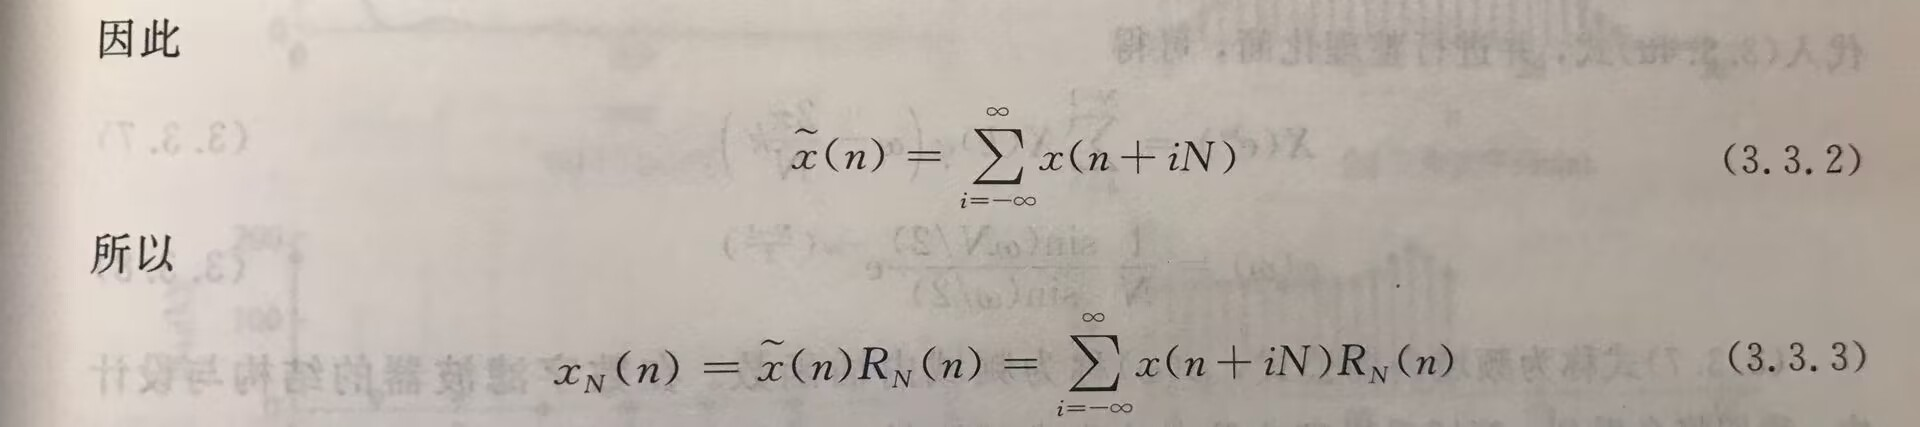 因此
x̃(n) = ∑_{i=-∞}^{∞} x(n+iN) (3.3.2)
所以
x_N(n) = x̃(n)R_N(n) = ∑_{i=-∞}^{∞} x(n+iN)R_N(n) (3.3.3)